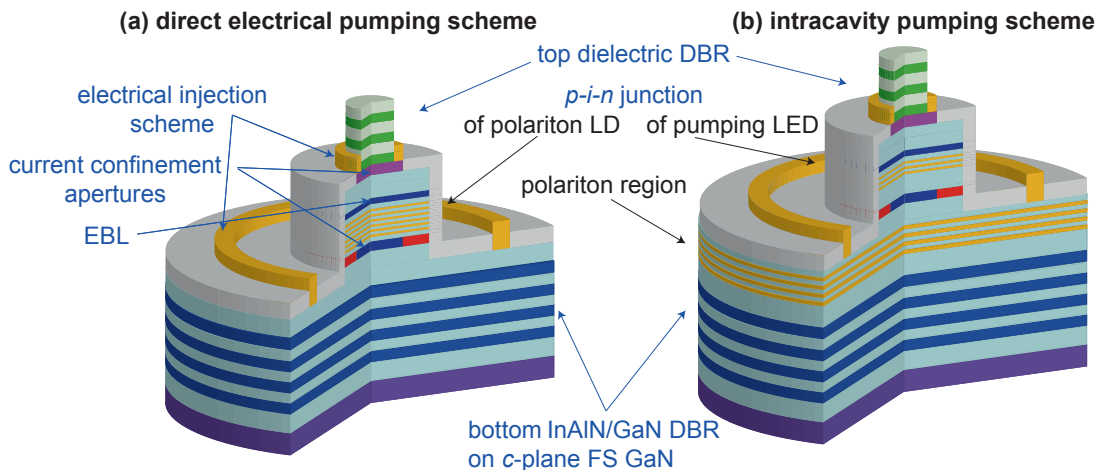 (a) direct electrical pumping scheme
(b) intracavity pumping scheme
top dielectric DBR
electrical injection
scheme
p-i-n junction
of polariton LD
of pumping LED
current confinement
apertures
polariton region
EBL
bottom InAlN/GaN DBR
on c-plane FS GaN